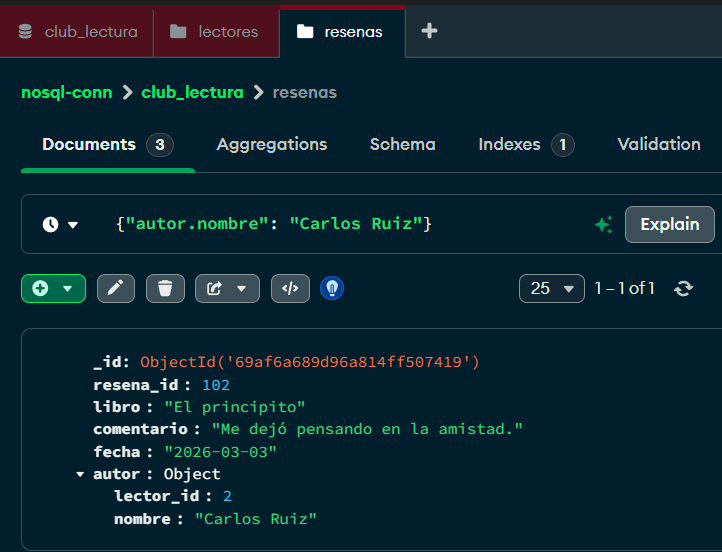 club_lectura lectores resenas
nosql-conn > club_lectura > resenas
Documents 3 Aggregations Schema Indexes 1 Validation
{"autor.nombre": "Carlos Ruiz"} Explain
25 1 – 1 of 1
_id: ObjectId('69af6a689d96a814ff507419')
resena_id : 102
libro : "El principito"
comentario : "Me dejó pensando en la amistad."
fecha : "2026-03-03"
autor : Object
lector_id : 2
nombre : "Carlos Ruiz"